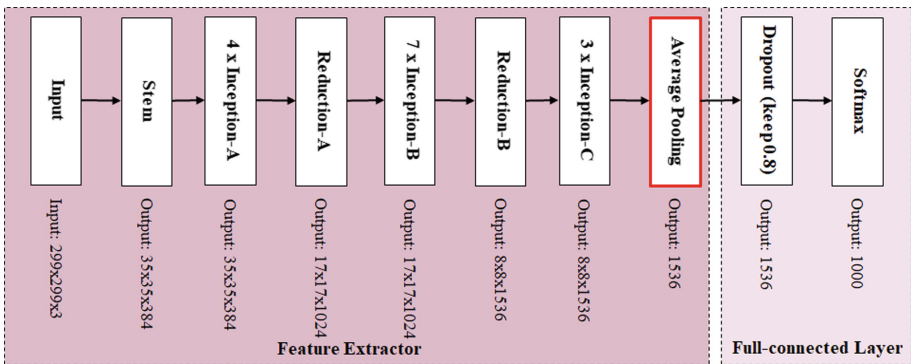 Input
Stem
4 x Inception-A
Reduction-A
7 x Inception-B
Reduction-B
3 x Inception-C
Average Pooling
Dropout (keep 0.8)
Softmax
Input: 299x299x3
Output: 35x35x384
Output: 35x35x384
Output: 17x17x1024
Output: 17x17x1024
Output: 8x8x1536
Output: 8x8x1536
Output: 1536
Output: 1536
Output: 1000
Feature Extractor
Full-connected Layer